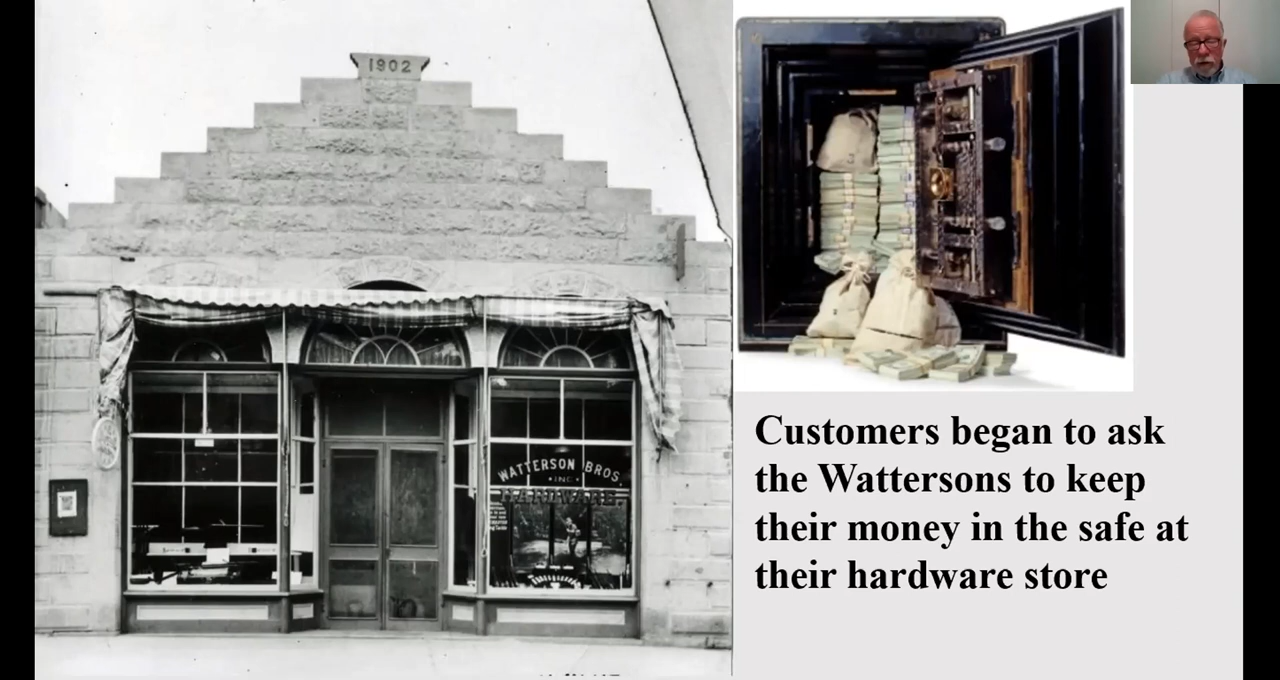 1902
WATTERSON BROS.
INC
HARDWARE
Customers began to ask
the Wattersons to keep
their money in the safe at
their hardware store